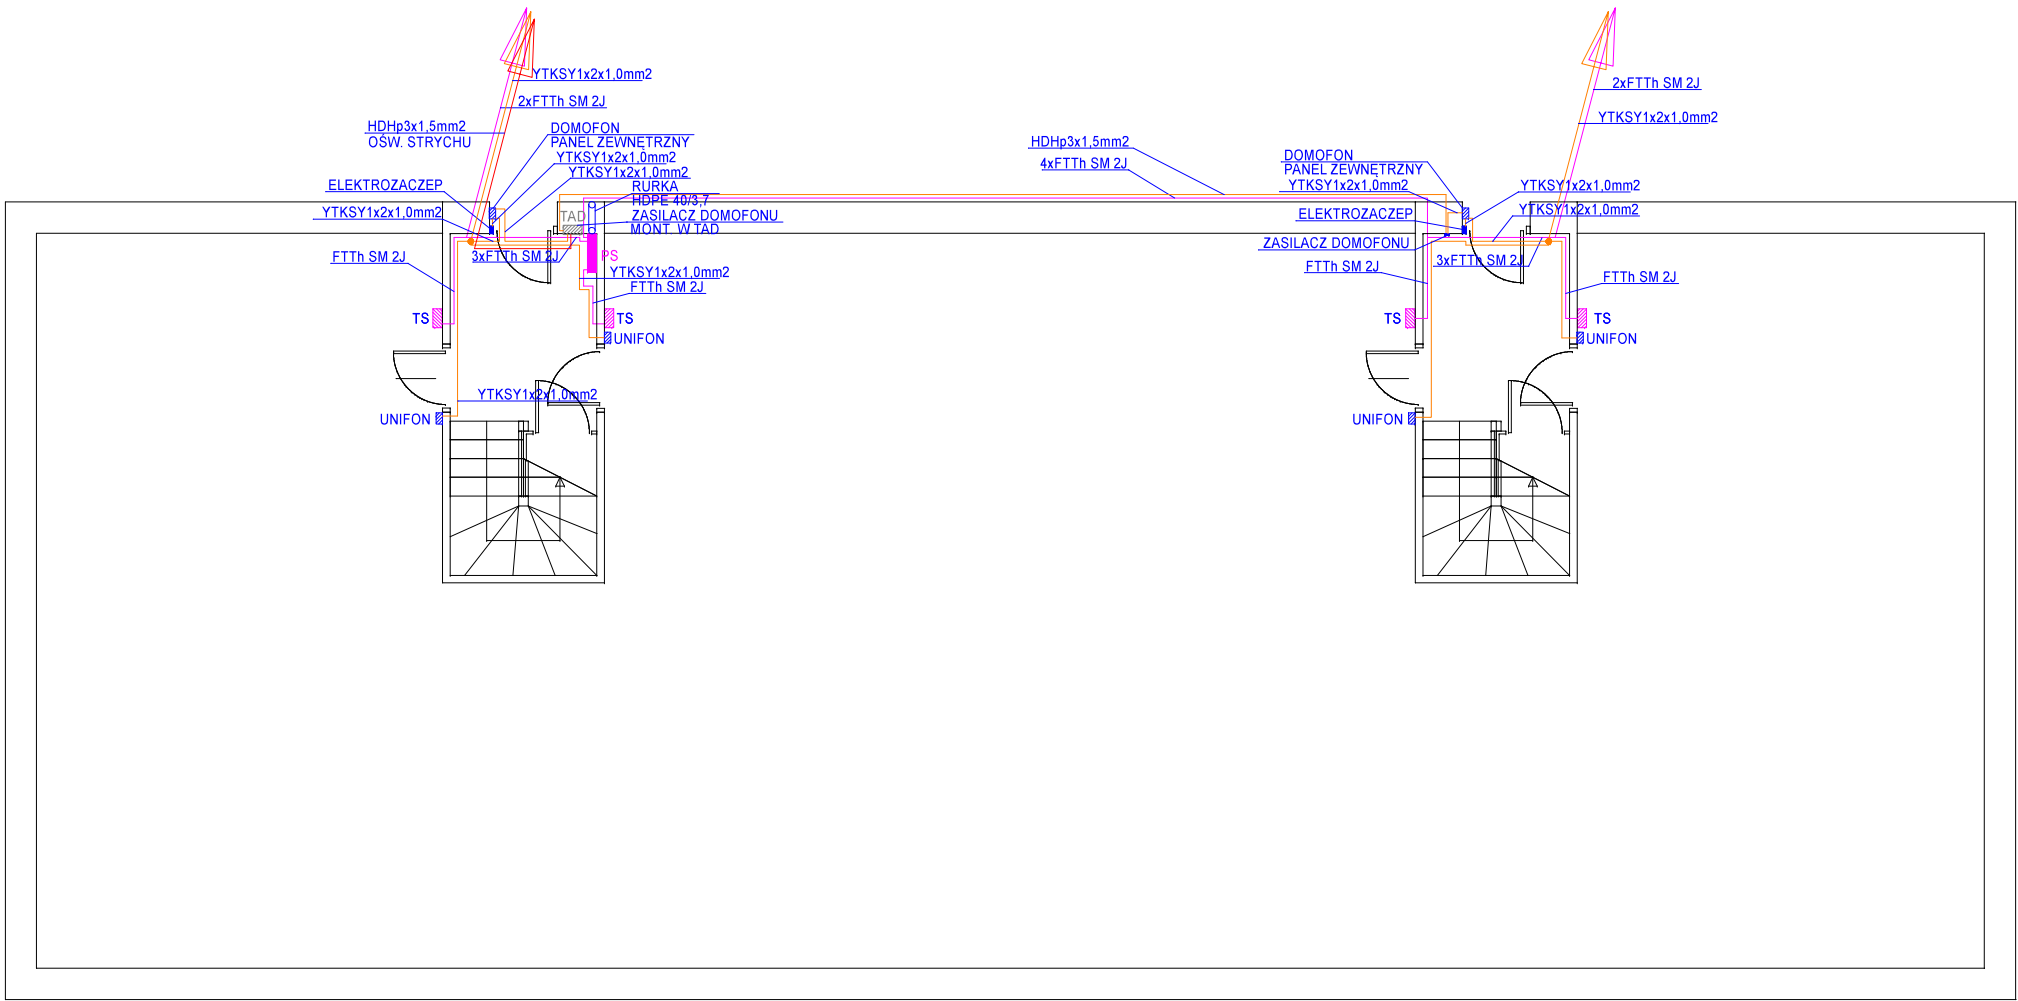 YTKSY1x2x1,0mm2
2xFTTh SM 2J
HDHp3x1,5mm2
OŚW. STRYCHU
DOMOFON
PANEL ZEWNĘTRZNY
YTKSY1x2x1,0mm2
YTKSY1x2x1,0mm2
ELEKTROZACZEP
RURKA
HDPE 40/3,7
YTKSY1x2x1,0mm2
TAD
ZASILACZ DOMOFONU
MONT. W TAD
FTTh SM 2J
3xFTTh SM 2J
PS
YTKSY1x2x1,0mm2
FTTh SM 2J
TS
TS
UNIFON
YTKSY1x2x1,0mm2
UNIFON
HDHp3x1,5mm2
4xFTTh SM 2J
2xFTTh SM 2J
YTKSY1x2x1,0mm2
DOMOFON
PANEL ZEWNĘTRZNY
YTKSY1x2x1,0mm2
YTKSY1x2x1,0mm2
ELEKTROZACZEP
YTKSY1x2x1,0mm2
ZASILACZ DOMOFONU
FTTh SM 2J
3xFTTh SM 2J
FTTh SM 2J
TS
TS
UNIFON
UNIFON